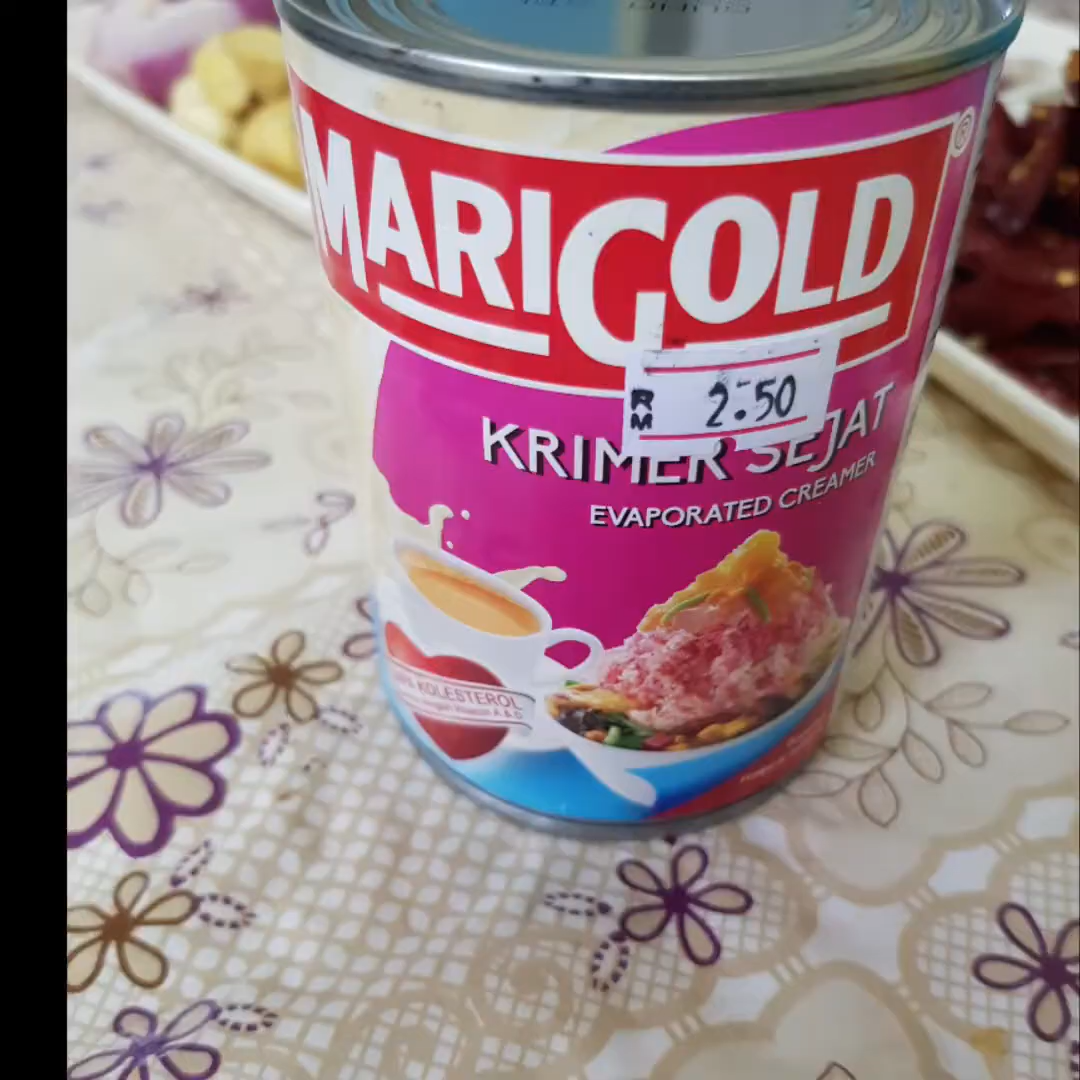 MARIGOLD
®
RM 2.50
KRIMER SEJAT
EVAPORATED CREAMER
KOLESTEROL